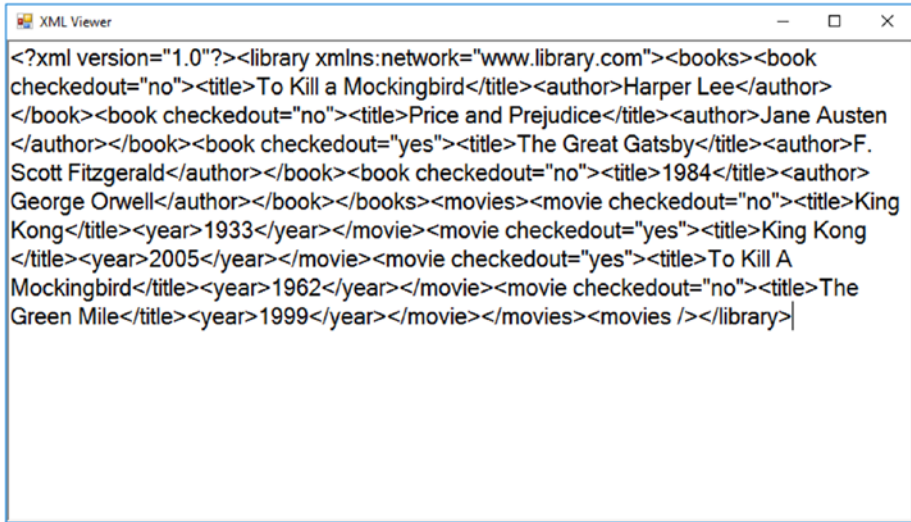 XML Viewer
<?xml version="1.0"?><library xmlns:network="www.library.com"><books><book
checkedout="no"><title>To Kill a Mockingbird</title><author>Harper Lee</author>
</book><book checkedout="no"><title>Price and Prejudice</title><author>Jane Austen
</author></book><book checkedout="yes"><title>The Great Gatsby</title><author>F.
Scott Fitzgerald</author></book><book checkedout="no"><title>1984</title><author>
George Orwell</author></book></books><movies><movie checkedout="no"><title>King
Kong</title><year>1933</year></movie><movie checkedout="yes"><title>King Kong
</title><year>2005</year></movie><movie checkedout="yes"><title>To Kill A
Mockingbird</title><year>1962</year></movie><movie checkedout="no"><title>The
Green Mile</title><year>1999</year></movie></movies><movies /></library>